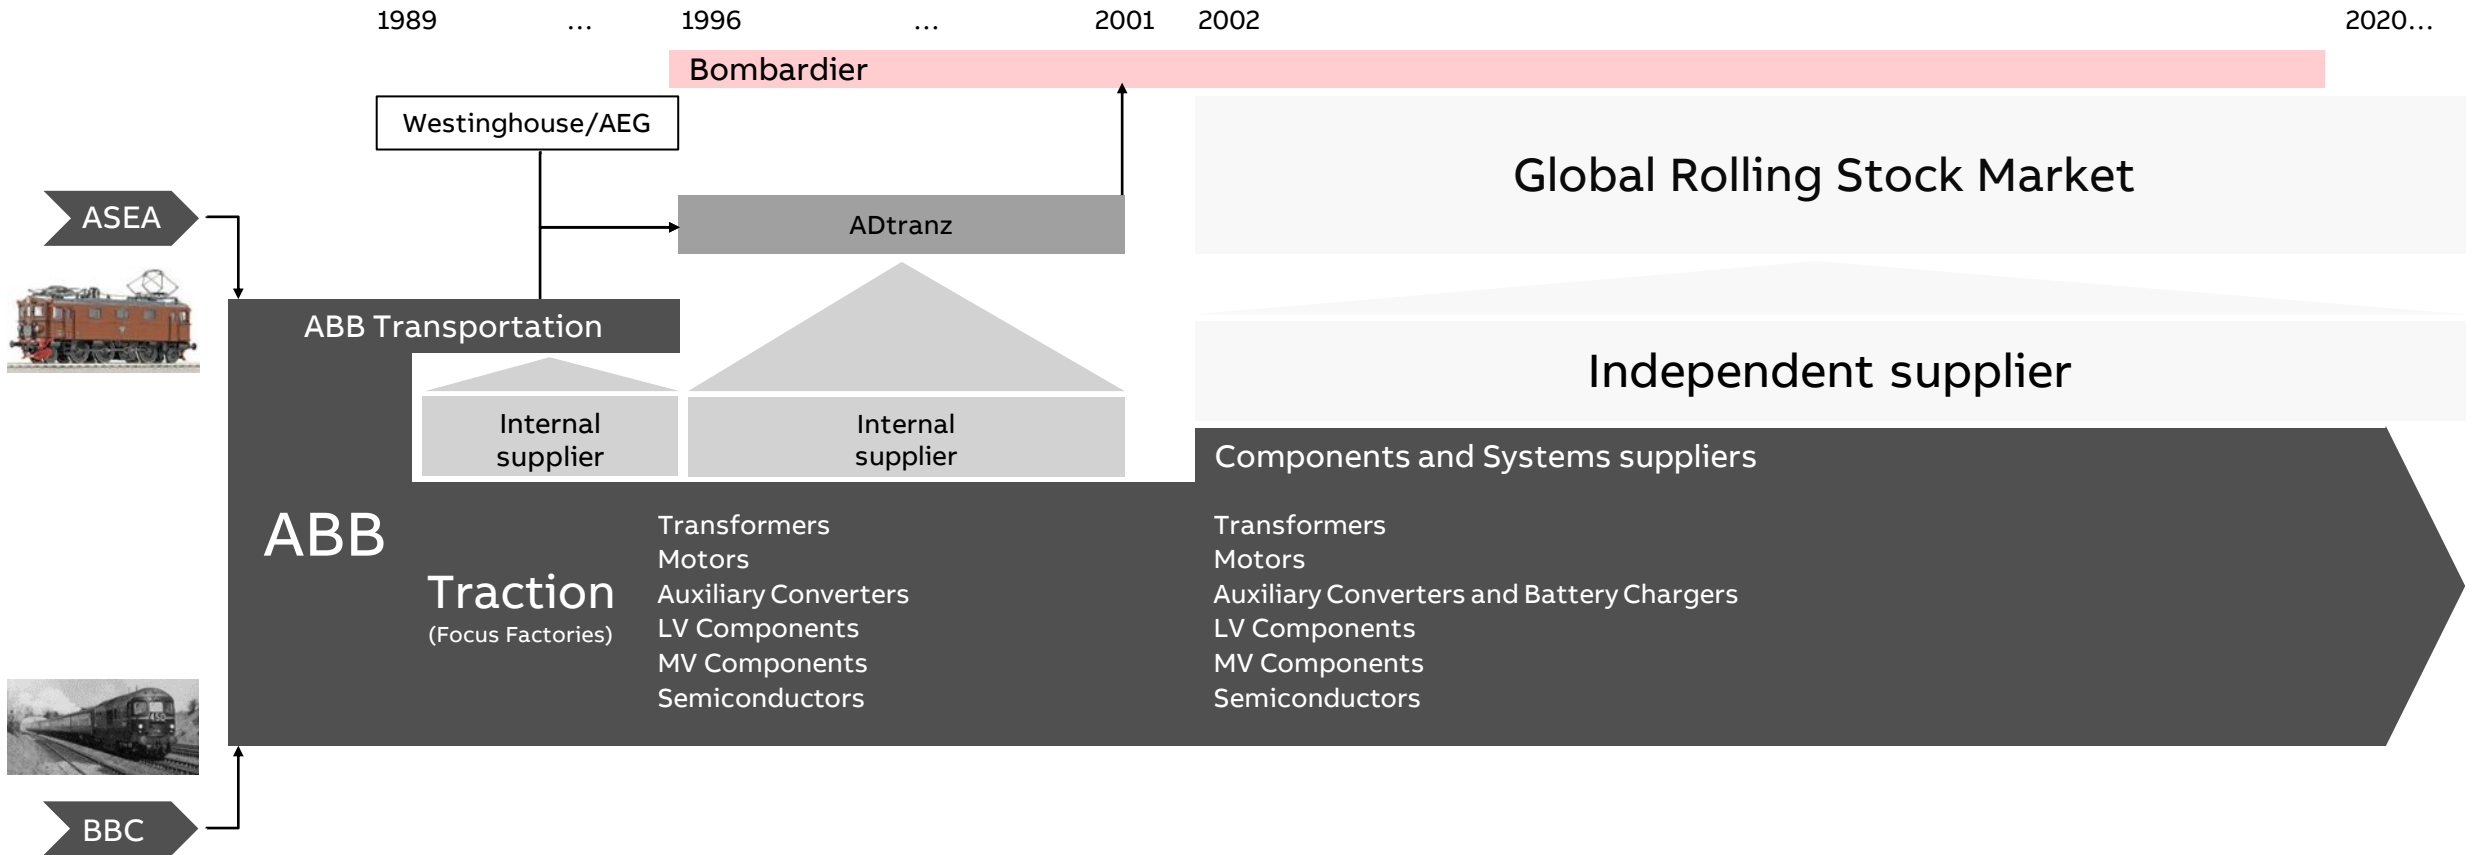 1989 ... 1996 ... 2001 2002 2020...
Bombardier
Westinghouse/AEG
Global Rolling Stock Market
ASEA
ADtranz
ABB Transportation
Independent supplier
Internal
supplier
Internal
supplier
Components and Systems suppliers
ABB
Traction
(Focus Factories)
Transformers
Motors
Auxiliary Converters
LV Components
MV Components
Semiconductors
Transformers
Motors
Auxiliary Converters and Battery Chargers
LV Components
MV Components
Semiconductors
450
BBC